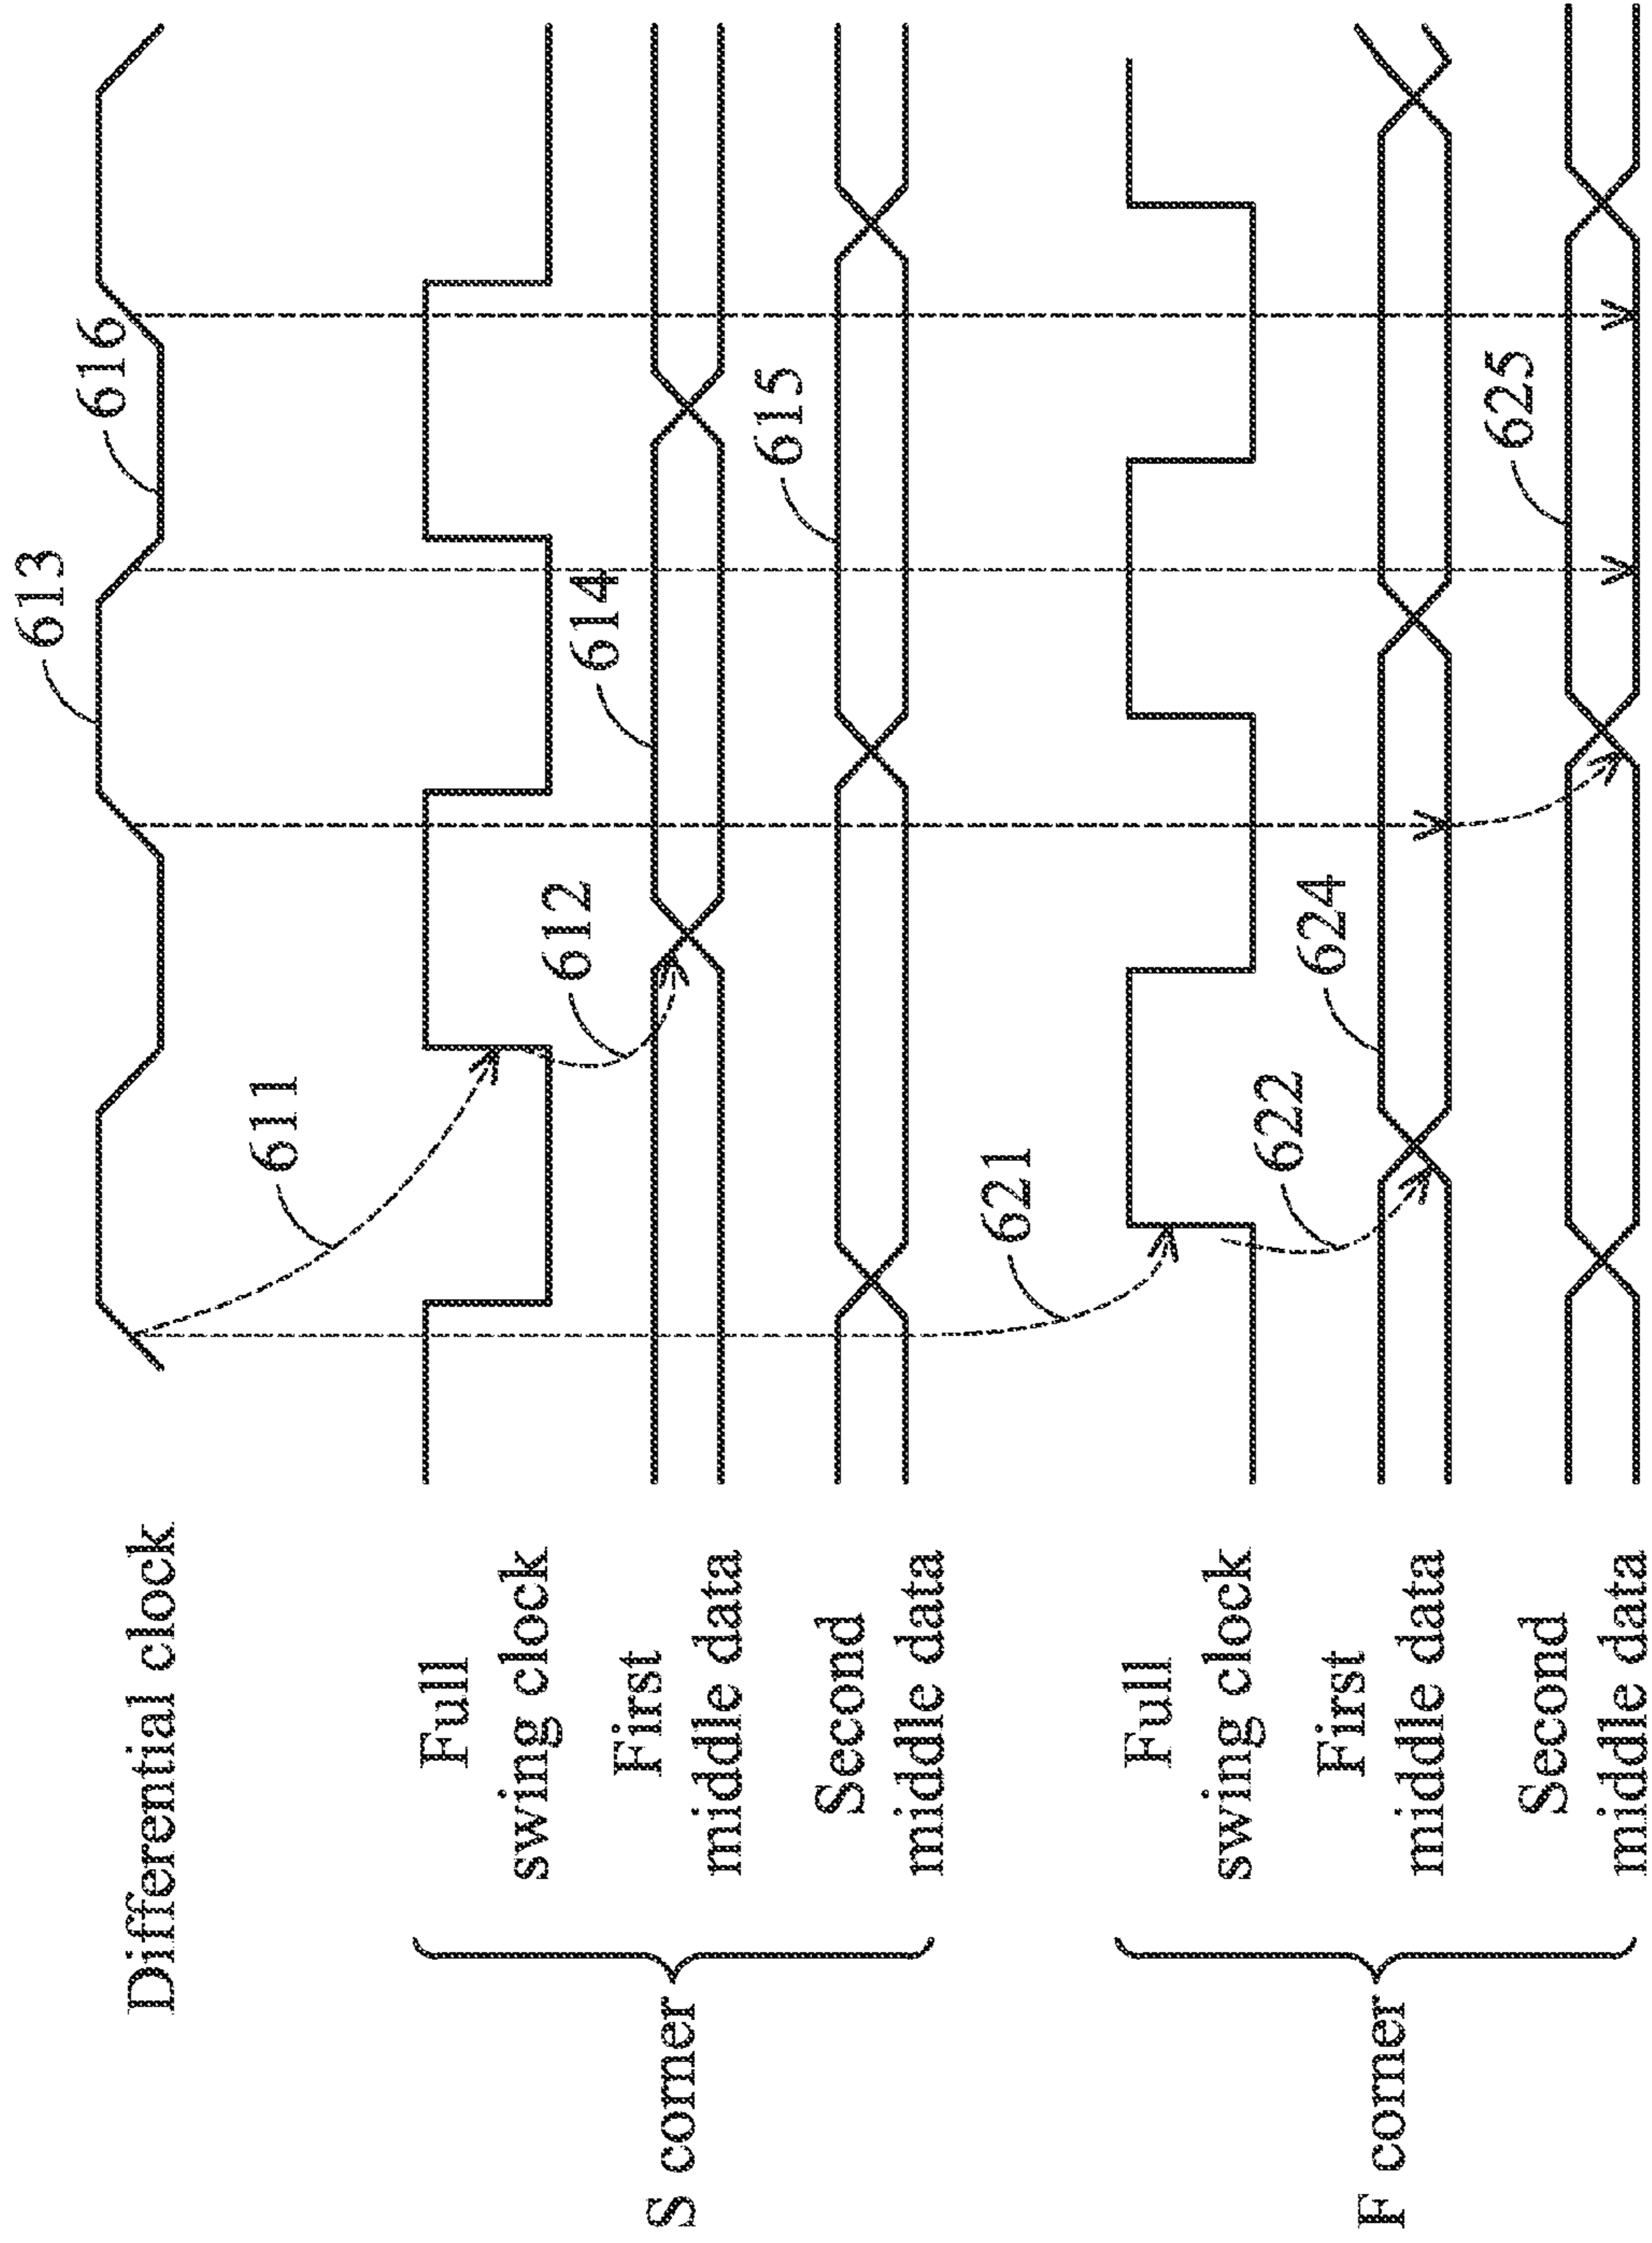 613
616
Differential clock
611
Full
swing clock
612
First
middle data
614
Second
middle data
615
S corner
621
Full
swing clock
622
First
middle data
624
Second
middle data
625
F corner